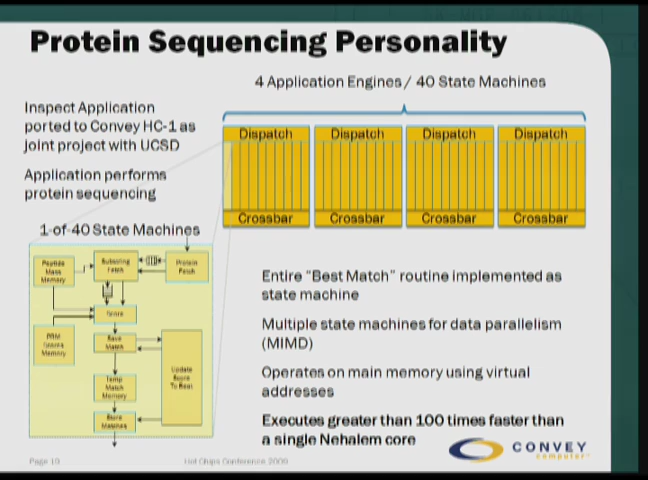 Protein Sequencing Personality
4 Application Engines / 40 State Machines
Inspect Application
ported to Convey HC-1 as
joint project with UCSD
Application performs
protein sequencing
Dispatch Dispatch Dispatch Dispatch
Crossbar Crossbar Crossbar Crossbar
1-of-40 State Machines
Peptide
Mass
Memory
Substring
Fetch
Protein
Fetch
Score
PRM
Scores
Memory
Save
Match
Update
Score
To Beat
Temp
Match
Memory
Store
Matches
Entire "Best Match" routine implemented as
state machine
Multiple state machines for data parallelism
(MIMD)
Operates on main memory using virtual
addresses
Executes greater than 100 times faster than
a single Nehalem core
CONVEY
computer
Page 10
Hot Chips Conference 2009